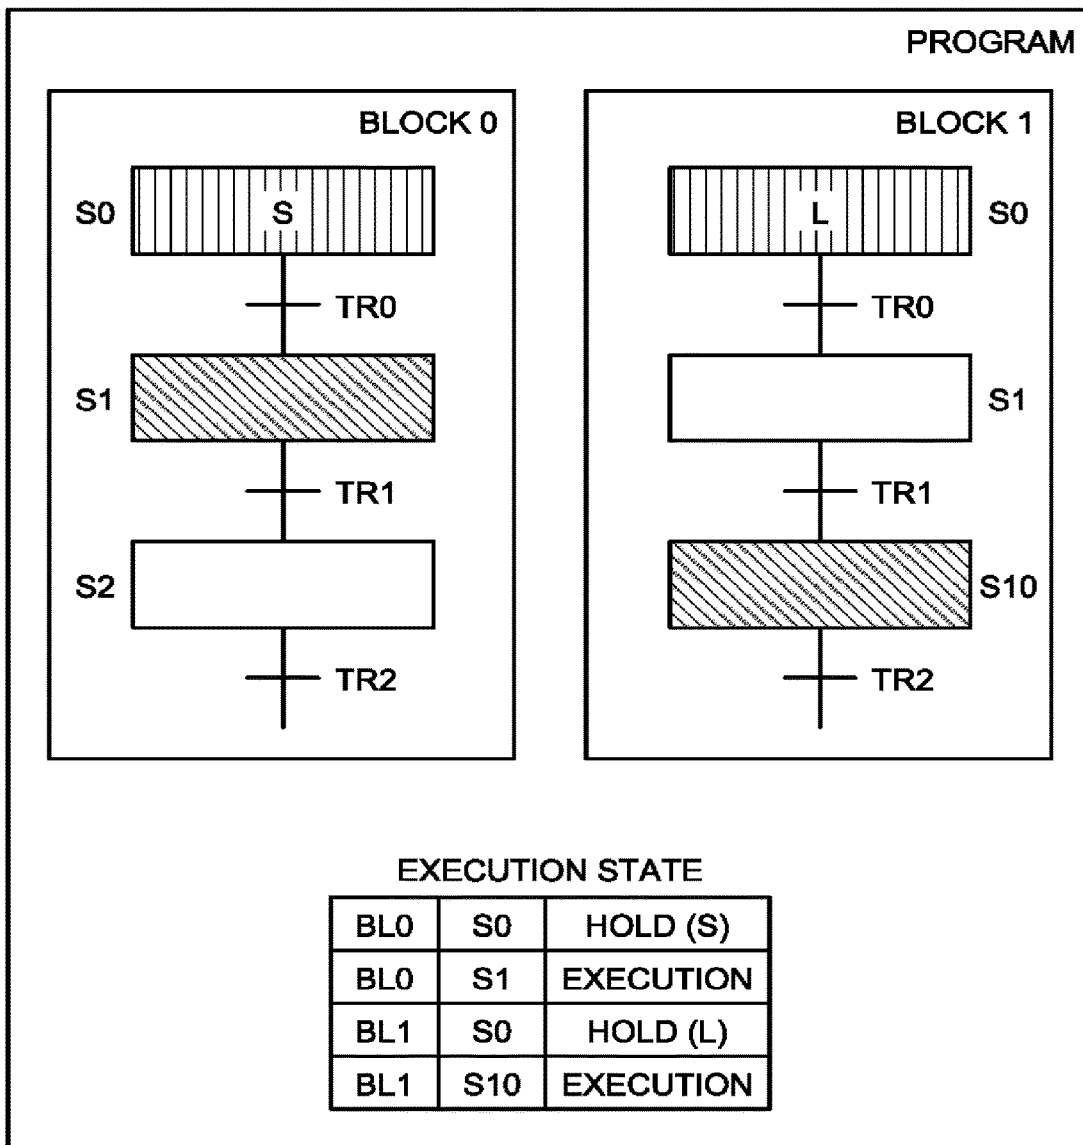 PROGRAM
BLOCK 0
S0
S
TR0
S1
TR1
S2
TR2
BLOCK 1
L
S0
TR0
S1
TR1
S10
TR2
EXECUTION STATE
BL0 S0 HOLD (S)
BL0 S1 EXECUTION
BL1 S0 HOLD (L)
BL1 S10 EXECUTION